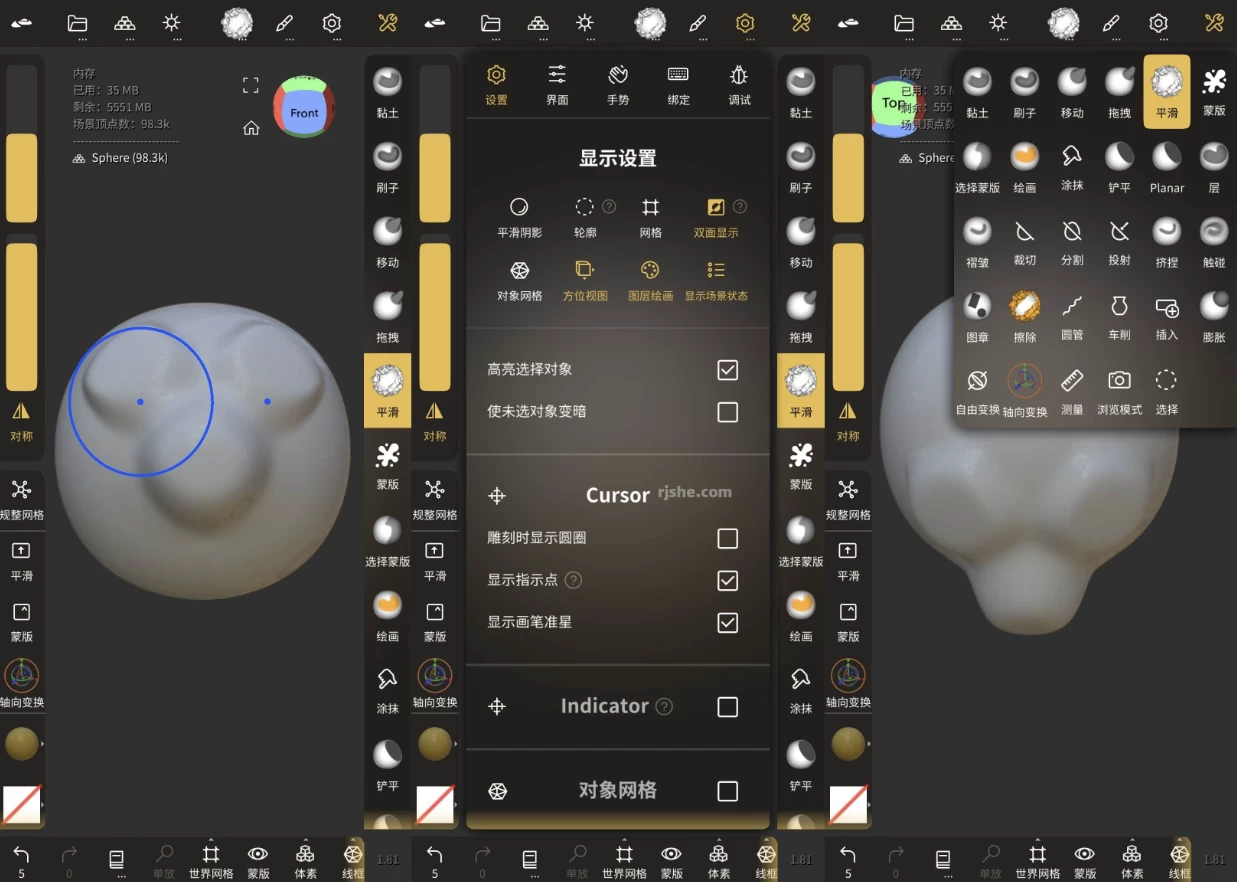 内存
已用：35 MB
剩余：5551 MB
场景顶点数：98.3k
Sphere (98.3k)
Front
对称
规整网格
平滑
蒙版
轴向变换
黏土
刷子
移动
拖拽
平滑
蒙版
选择蒙版
绘画
涂抹
铲平
5
0
...
单放
世界网格
蒙版
体素
线框
1.81
对称
规整网格
平滑
蒙版
轴向变换
设置
界面
手势
绑定
调试
显示设置
平滑阴影
轮廓
?
网格
双面显示
?
对象网格
方位视图
图层绘画
显示场景状态
高亮选择对象
使未选对象变暗
Cursor
rjshe.com
雕刻时显示圆圈
显示指示点
?
显示画笔准星
Indicator
?
对象网格
黏土
刷子
移动
拖拽
平滑
蒙版
选择蒙版
绘画
涂抹
铲平
5
0
...
单放
世界网格
蒙版
体素
线框
1.81
对称
规整网格
平滑
蒙版
轴向变换
Top
内存
已用：35
剩余：555
场景顶点数
Sphere
黏土
刷子
移动
拖拽
平滑
蒙版
选择蒙版
绘画
涂抹
铲平
Planar
层
褶皱
裁切
分割
投射
挤捏
触碰
图章
擦除
圆管
车削
插入
膨胀
自由变换
轴向变换
测量
浏览模式
选择
5
0
...
单放
世界网格
蒙版
体素
线框
1.81